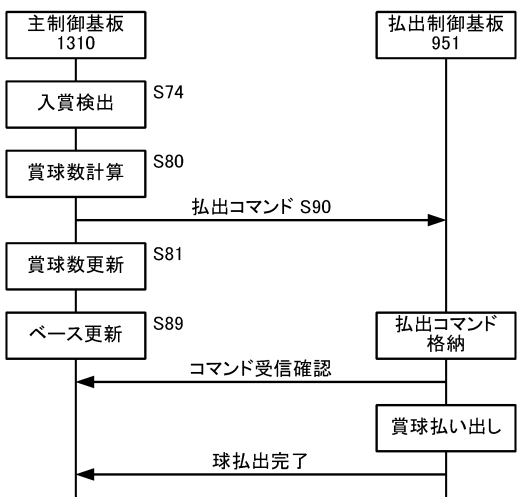 主制御基板
1310
払出制御基板
951
入賞検出
S74
賞球数計算
S80
払出コマンド S90
賞球数更新
S81
ベース更新
S89
払出コマンド
格納
コマンド受信確認
賞球払い出し
球払出完了